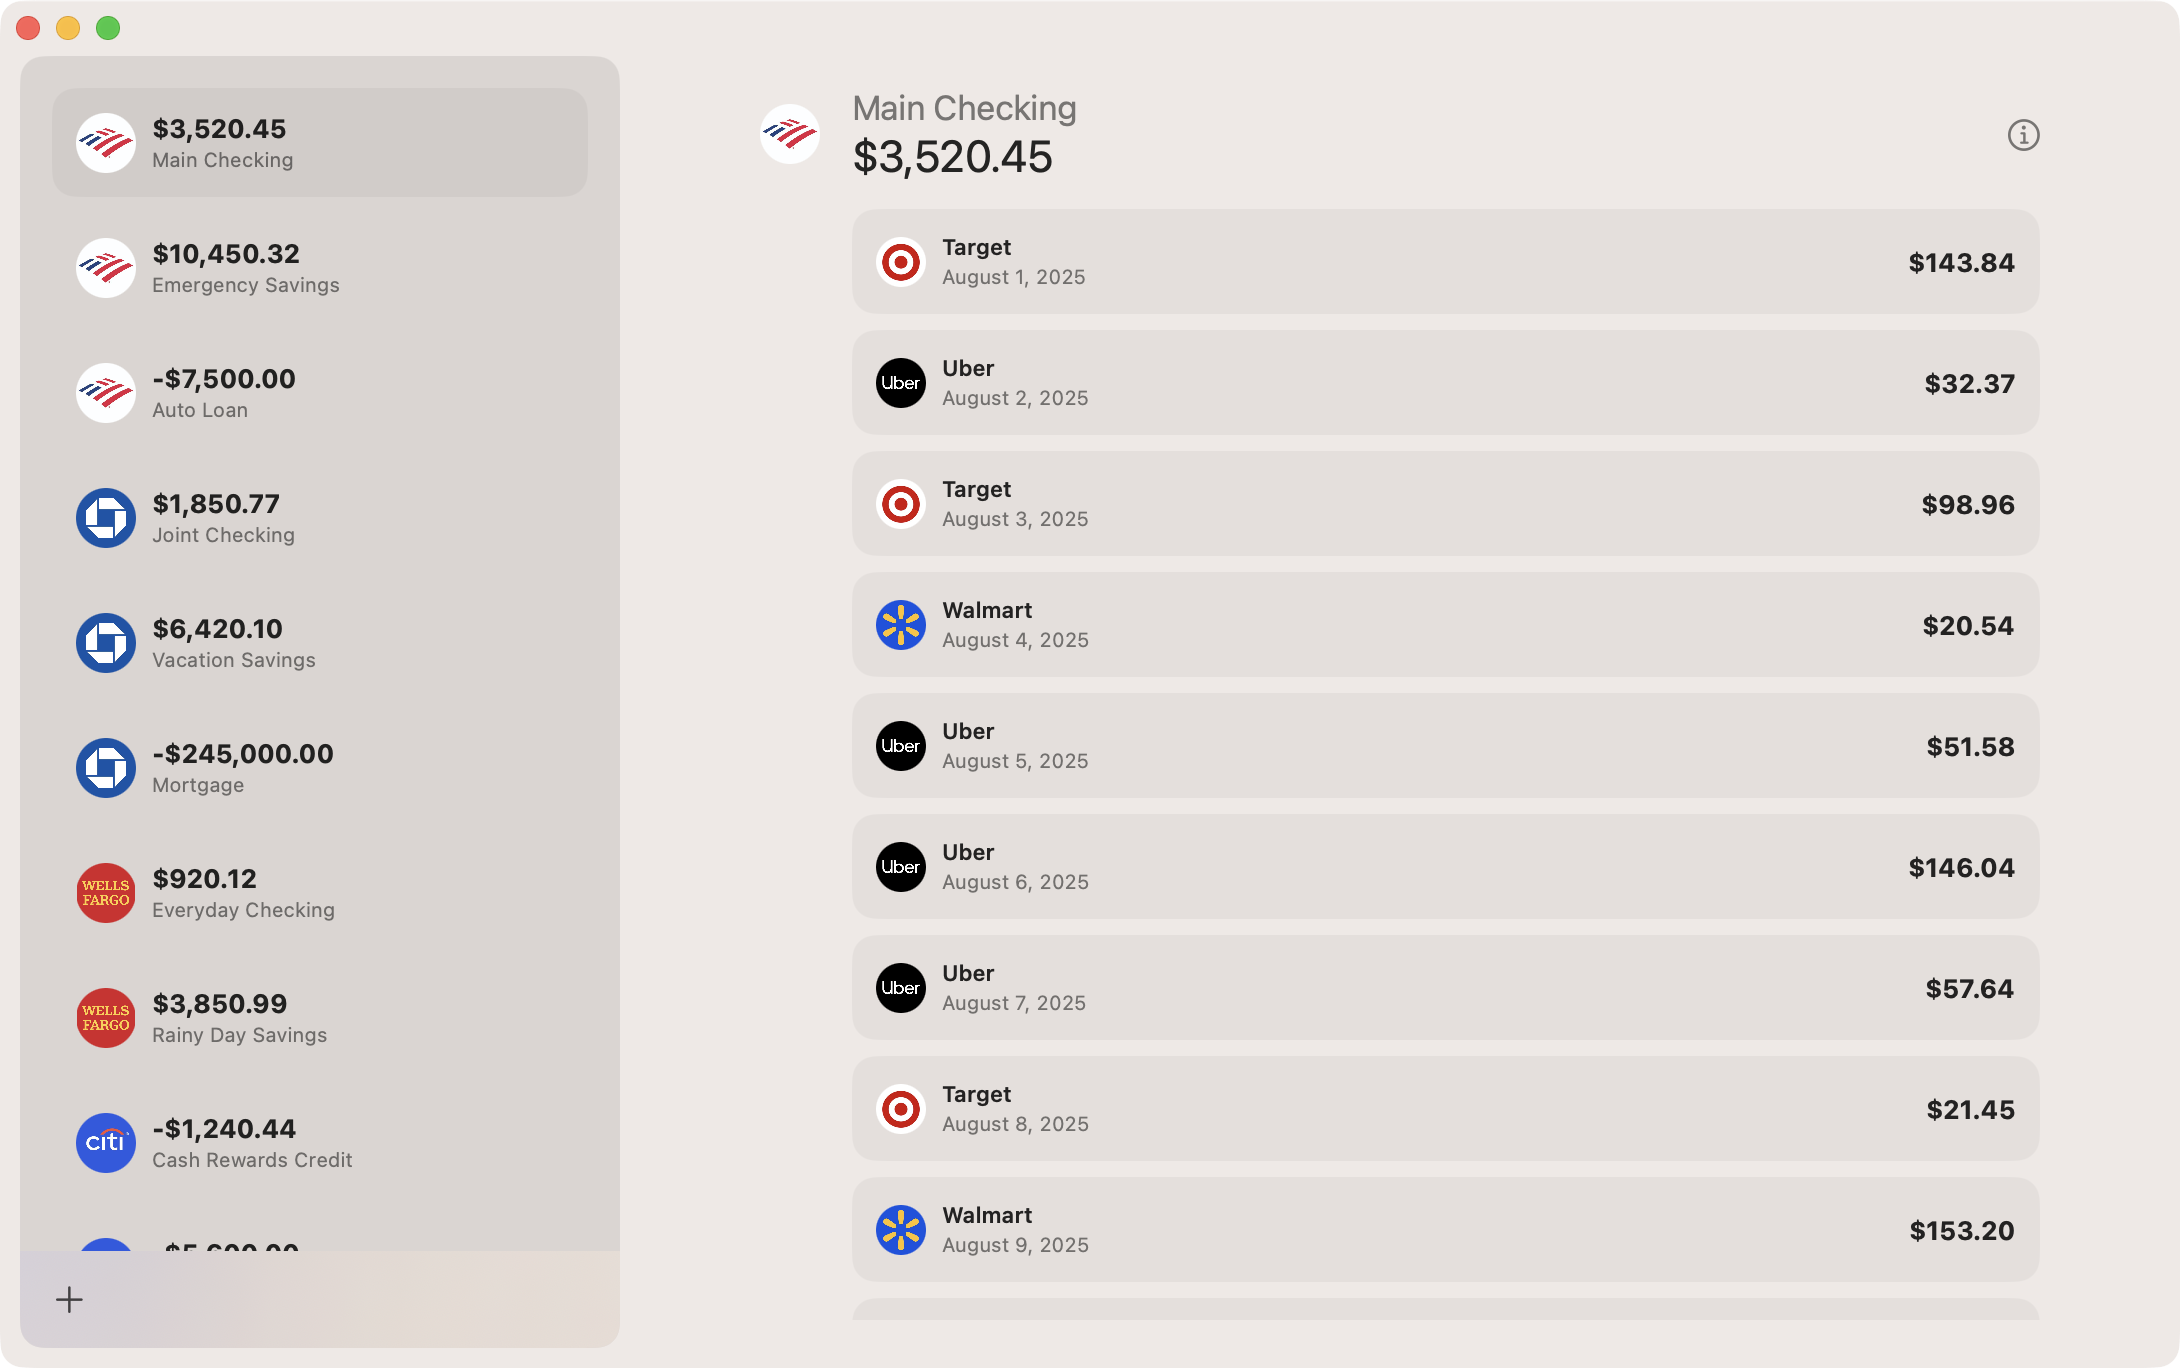 $3,520.45
Main Checking
$10,450.32
Emergency Savings
-$7,500.00
Auto Loan
$1,850.77
Joint Checking
$6,420.10
Vacation Savings
-$245,000.00
Mortgage
WELLS
FARGO
$920.12
Everyday Checking
WELLS
FARGO
$3,850.99
Rainy Day Savings
citi
-$1,240.44
Cash Rewards Credit
Main Checking
$3,520.45
Target
August 1, 2025
$143.84
Uber
Uber
August 2, 2025
$32.37
Target
August 3, 2025
$98.96
Walmart
August 4, 2025
$20.54
Uber
Uber
August 5, 2025
$51.58
Uber
Uber
August 6, 2025
$146.04
Uber
Uber
August 7, 2025
$57.64
Target
August 8, 2025
$21.45
Walmart
August 9, 2025
$153.20